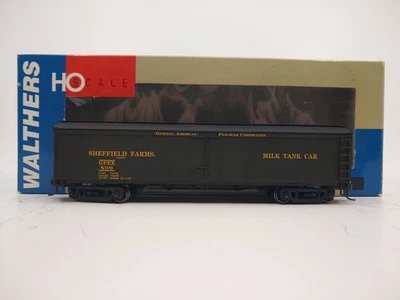 WALTHERS
HO
SCALE
General American Pfaudler Corporation
SHEFFIELD FARMS.
MILK TANK CAR
GPEX